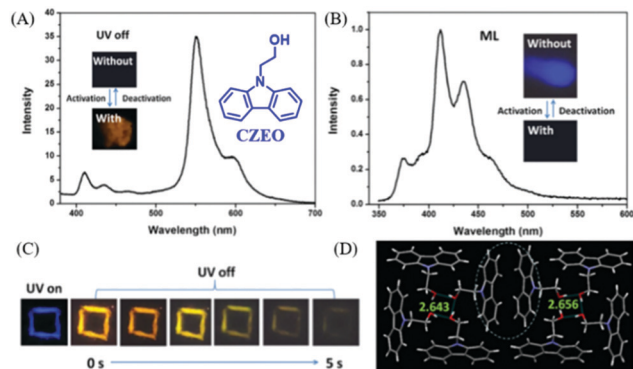 (A)
UV off
Without
Activation
Deactivation
With
OH
N
CZEO
Intensity
35
30
25
20
15
10
5
0
400
500
600
700
Wavelength (nm)
(B)
ML
Without
Activation
Deactivation
With
Intensity
1.0
0.8
0.6
0.4
0.2
0.0
350
400
450
500
550
600
Wavelength (nm)
(C)
UV on
UV off
0 s
5 s
(D)
2.643
2.656